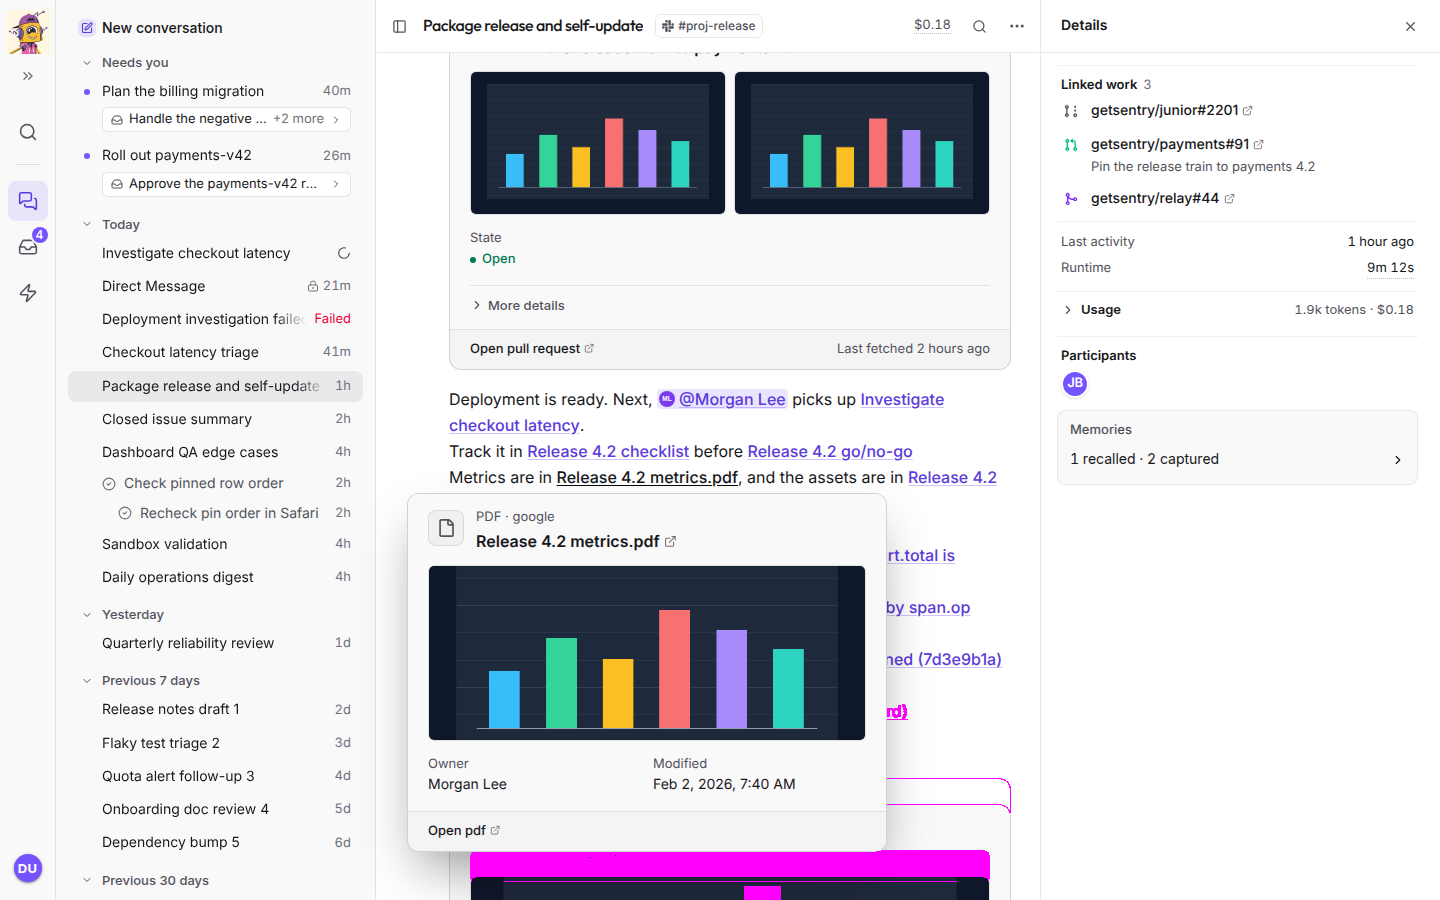 New conversation
Needs you
Plan the billing migration 40m
Handle the negative ... +2 more
Roll out payments-v42 26m
Approve the payments-v42 r...
Today
Investigate checkout latency
Direct Message 21m
Deployment investigation failed Failed
Checkout latency triage 41m
Package release and self-update 1h
Closed issue summary 2h
Dashboard QA edge cases 4h
Check pinned row order 2h
Recheck pin order in Safari 2h
Sandbox validation 4h
Daily operations digest 4h
Yesterday
Quarterly reliability review 1d
Previous 7 days
Release notes draft 1 2d
Flaky test triage 2 3d
Quota alert follow-up 3 4d
Onboarding doc review 4 5d
Dependency bump 5 6d
Previous 30 days
4
DU
Package release and self-update #proj-release $0.18
State
Open
More details
Open pull request Last fetched 2 hours ago
Deployment is ready. Next, ML @Morgan Lee picks up Investigate
checkout latency.
Track it in Release 4.2 checklist before Release 4.2 go/no-go
Metrics are in Release 4.2 metrics.pdf, and the assets are in Release 4.2
rt.total is
by span.op
ned (7d3e9b1a)
rd)
PDF · google
Release 4.2 metrics.pdf
Owner
Morgan Lee
Modified
Feb 2, 2026, 7:40 AM
Open pdf
Details
Linked work 3
getsentry/junior#2201
getsentry/payments#91
Pin the release train to payments 4.2
getsentry/relay#44
Last activity 1 hour ago
Runtime 9m 12s
Usage 1.9k tokens · $0.18
Participants
JB
Memories
1 recalled · 2 captured